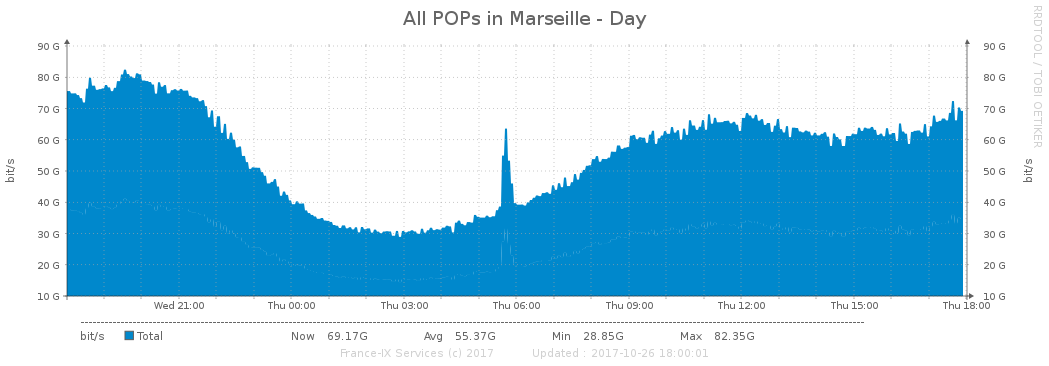 All POPs in Marseille - Day
RRDTOOL / TOBI OETIKER
bit/s
90 G 90 G
80 G 80 G
70 G 70 G
60 G 60 G
50 G 50 G
40 G 40 G
30 G 30 G
20 G 20 G
10 G 10 G
bit/s
Wed 21:00 Thu 00:00 Thu 03:00 Thu 06:00 Thu 09:00 Thu 12:00 Thu 15:00 Thu 18:00
bit/s Total Now 69.17G Avg 55.37G Min 28.85G Max 82.35G
France-IX Services (c) 2017 Updated : 2017-10-26 18:00:01